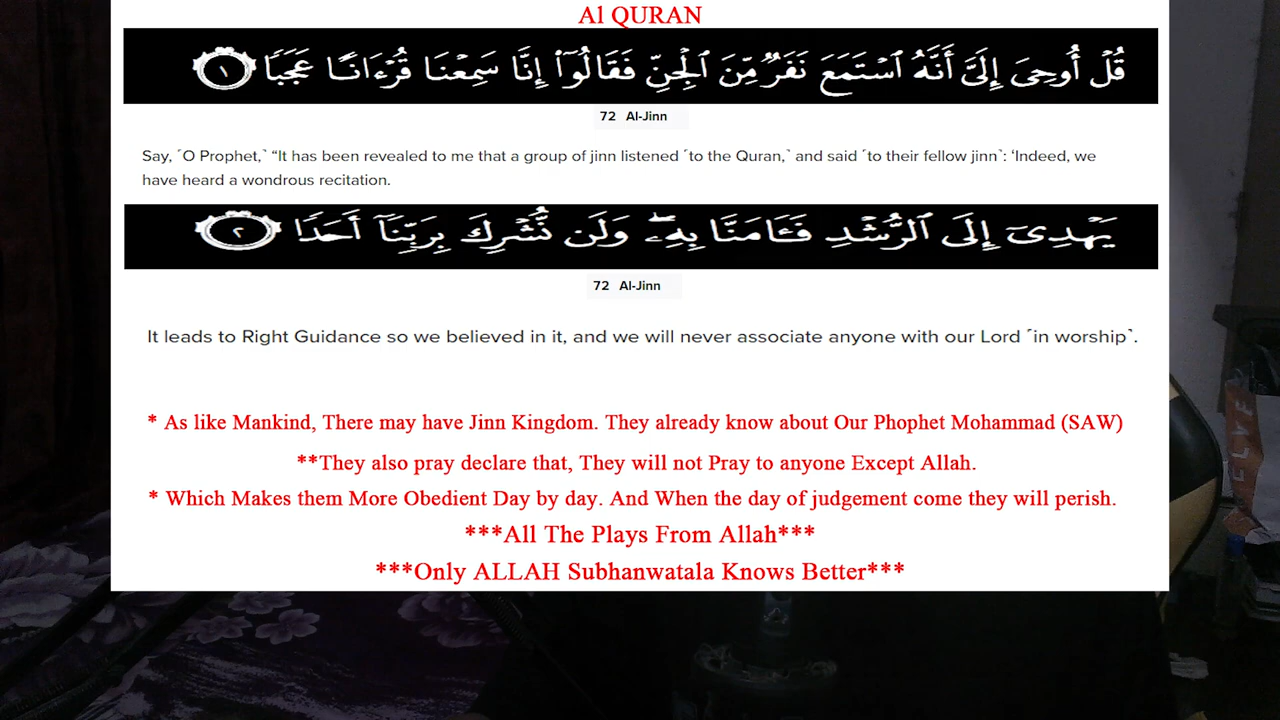 Al QURAN
قُلْ أُوحِىَ إِلَىَّ أَنَّهُ ٱسْتَمَعَ نَفَرٌ مِّنَ ٱلْجِنِّ فَقَالُوٓا۟ إِنَّا سَمِعْنَا قُرْءَانًا عَجَبًا ١
72 Al-Jinn
Say, ˹O Prophet,˺ “It has been revealed to me that a group of jinn listened ˹to the Quran,˺ and said ˹to their fellow jinn˺: ‘Indeed, we
have heard a wondrous recitation.
يَهْدِىٓ إِلَى ٱلرُّشْدِ فَـَٔامَنَّا بِهِۦ ۖ وَلَن نُّشْرِكَ بِرَبِّنَآ أَحَدًا ٢
72 Al-Jinn
It leads to Right Guidance so we believed in it, and we will never associate anyone with our Lord ˹in worship˺.
* As like Mankind, There may have Jinn Kingdom. They already know about Our Phophet Mohammad (SAW)
**They also pray declare that, They will not Pray to anyone Except Allah.
* Which Makes them More Obedient Day by day. And When the day of judgement come they will perish.
***All The Plays From Allah***
***Only ALLAH Subhanwatala Knows Better***